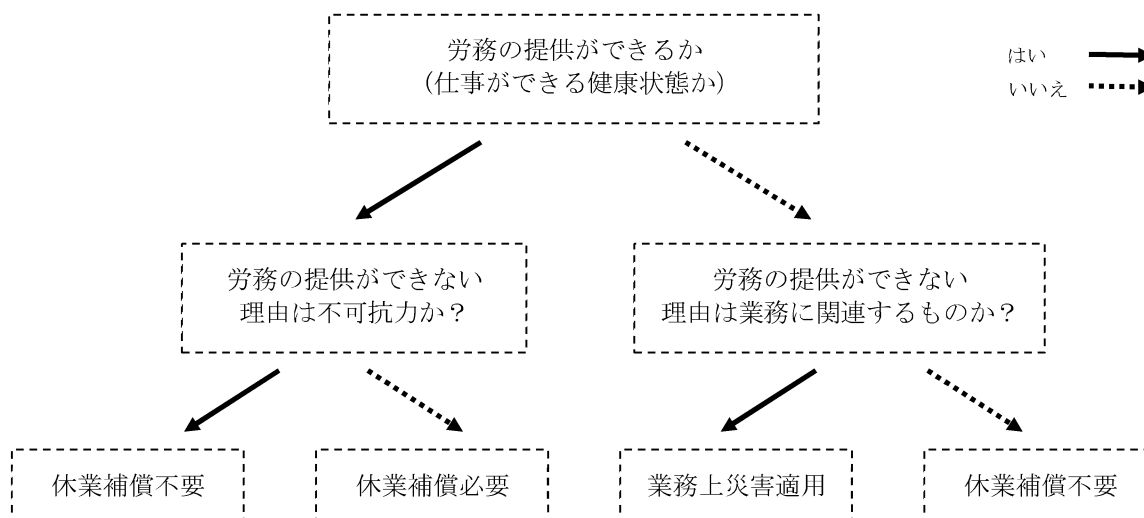 労務の提供ができるか
(仕事ができる健康状態か)
はい
いいえ
労務の提供ができない
理由は不可抗力か？
労務の提供ができない
理由は業務に関連するものか？
休業補償不要
休業補償必要
業務上災害適用
休業補償不要